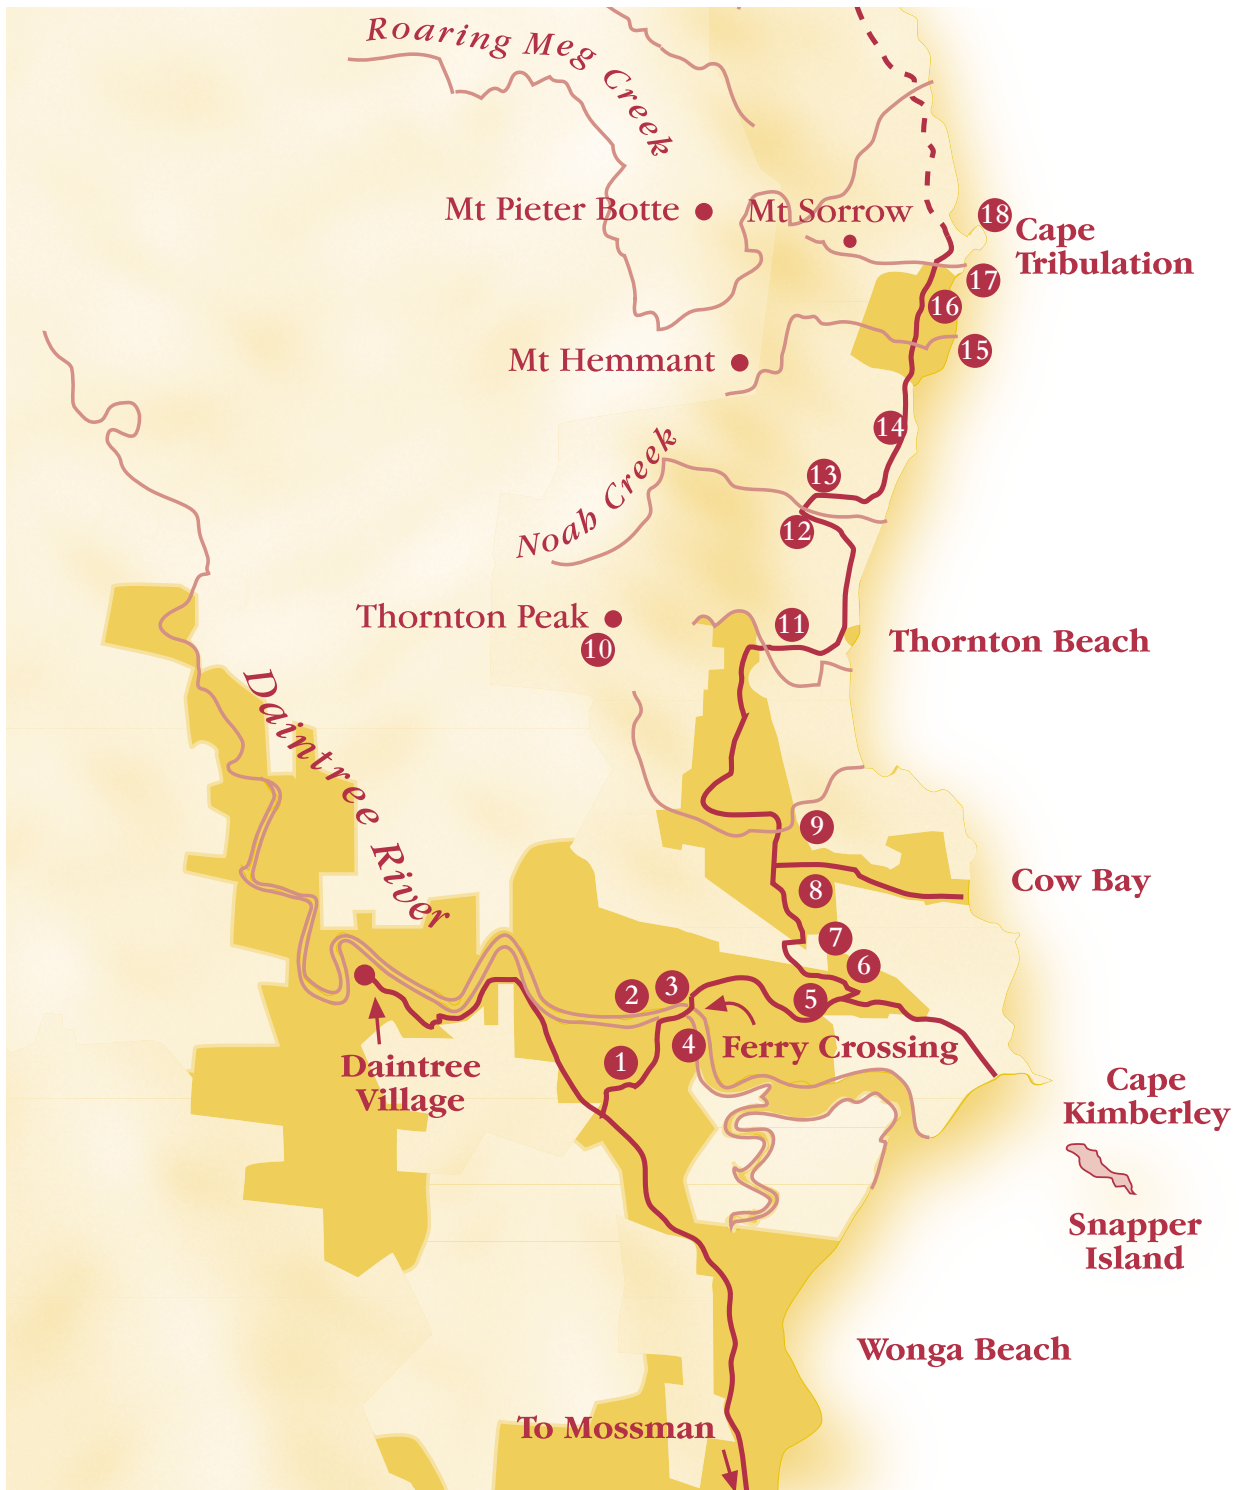 Roaring Meg Creek
Mt Pieter Botte
Mt Sorrow
18
Cape
Tribulation
17
16
15
Mt Hemmant
14
Noah Creek
13
12
Thornton Peak
10
11
Thornton Beach
Daintree River
9
Cow Bay
8
7
6
5
2
3
4
1
Ferry Crossing
Daintree
Village
Cape
Kimberley
Snapper
Island
Wonga Beach
To Mossman